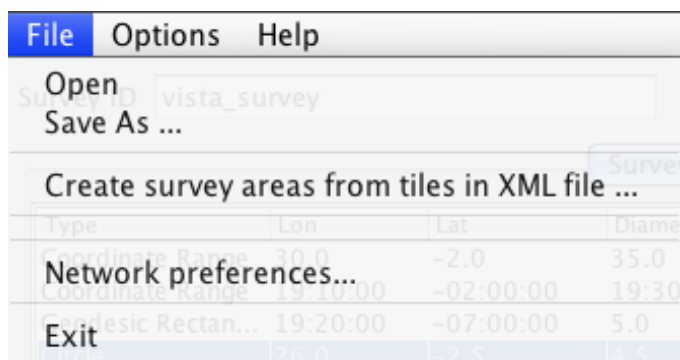 File Options Help
Open
Survey ID vista_survey
Save As ...
Survey
Create survey areas from tiles in XML file ...
Type Lon Lat Diame
Coordinate Range 30.0 -2.0 35.0
Network preferences...
Coordinate Range 19:10:00 -02:00:00 19:30
Geodesic Rectan... 19:20:00 -07:00:00 5.0
Exit
Circle 26.0 -2.5 4.5